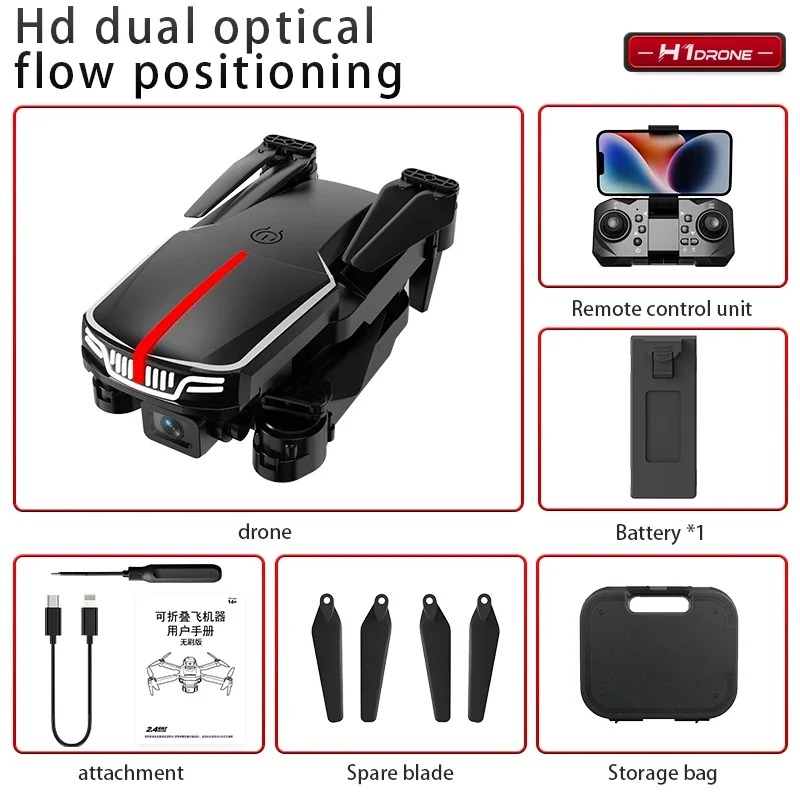 Hd dual optical
flow positioning
H1DRONE
Remote control unit
drone
Battery *1
14+
可折叠飞机器
用户手册
无刷版
attachment
Spare blade
Storage bag